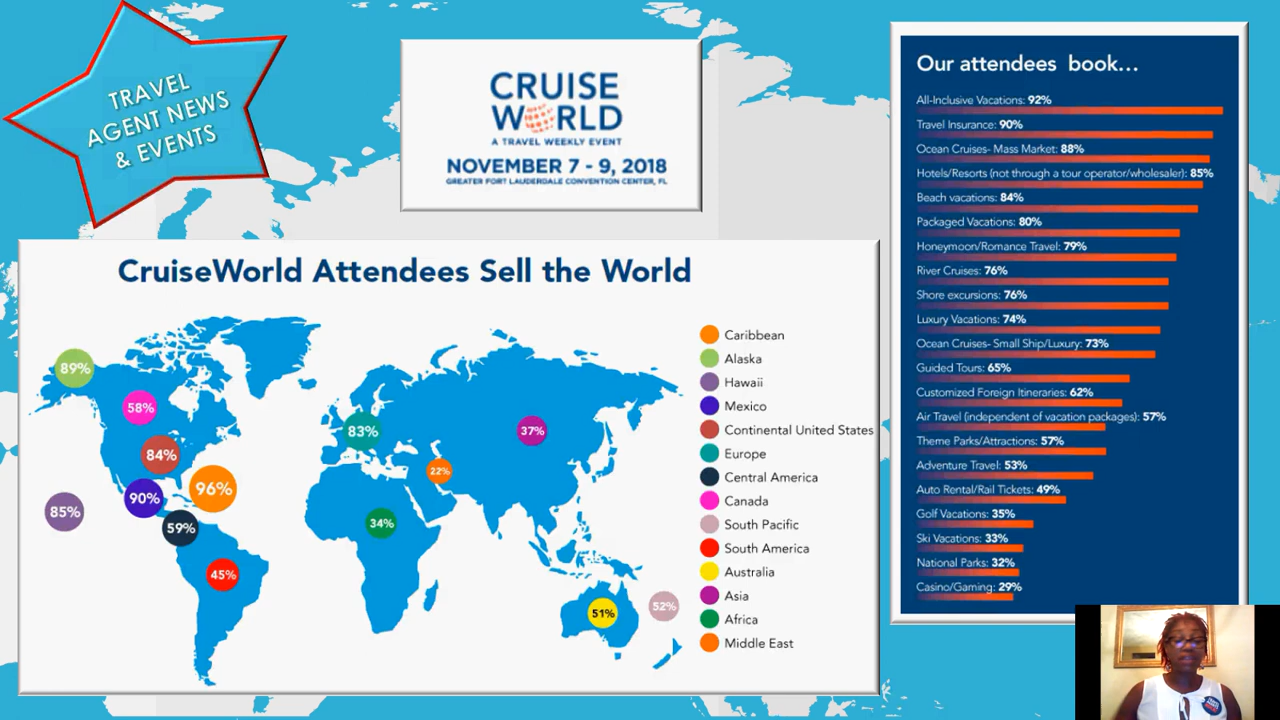 TRAVEL
AGENT NEWS
& EVENTS
CRUISE
WORLD
A TRAVEL WEEKLY EVENT
NOVEMBER 7 - 9, 2018
GREATER FORT LAUDERDALE CONVENTION CENTER, FL
CruiseWorld Attendees Sell the World
89%
58%
84%
90%
96%
85%
59%
45%
83%
22%
34%
37%
51%
52%
Caribbean
Alaska
Hawaii
Mexico
Continental United States
Europe
Central America
Canada
South Pacific
South America
Australia
Asia
Africa
Middle East
Our attendees book...
All-Inclusive Vacations: 92%
Travel Insurance: 90%
Ocean Cruises- Mass Market: 88%
Hotels/Resorts (not through a tour operator/wholesaler): 85%
Beach vacations: 84%
Packaged Vacations: 80%
Honeymoon/Romance Travel: 79%
River Cruises: 76%
Shore excursions: 76%
Luxury Vacations: 74%
Ocean Cruises- Small Ship/Luxury: 73%
Guided Tours: 65%
Customized Foreign Itineraries: 62%
Air Travel (independent of vacation packages): 57%
Theme Parks/Attractions: 57%
Adventure Travel: 53%
Auto Rental/Rail Tickets: 49%
Golf Vacations: 35%
Ski Vacations: 33%
National Parks: 32%
Casino/Gaming: 29%